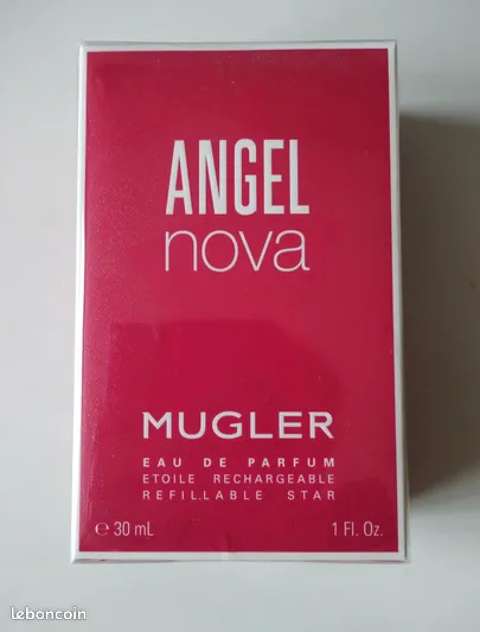 ANGEL
nova
MUGLER
EAU DE PARFUM
ETOILE RECHARGEABLE
REFILLABLE STAR
℮ 30 mL 1 Fl. Oz.
leboncoin